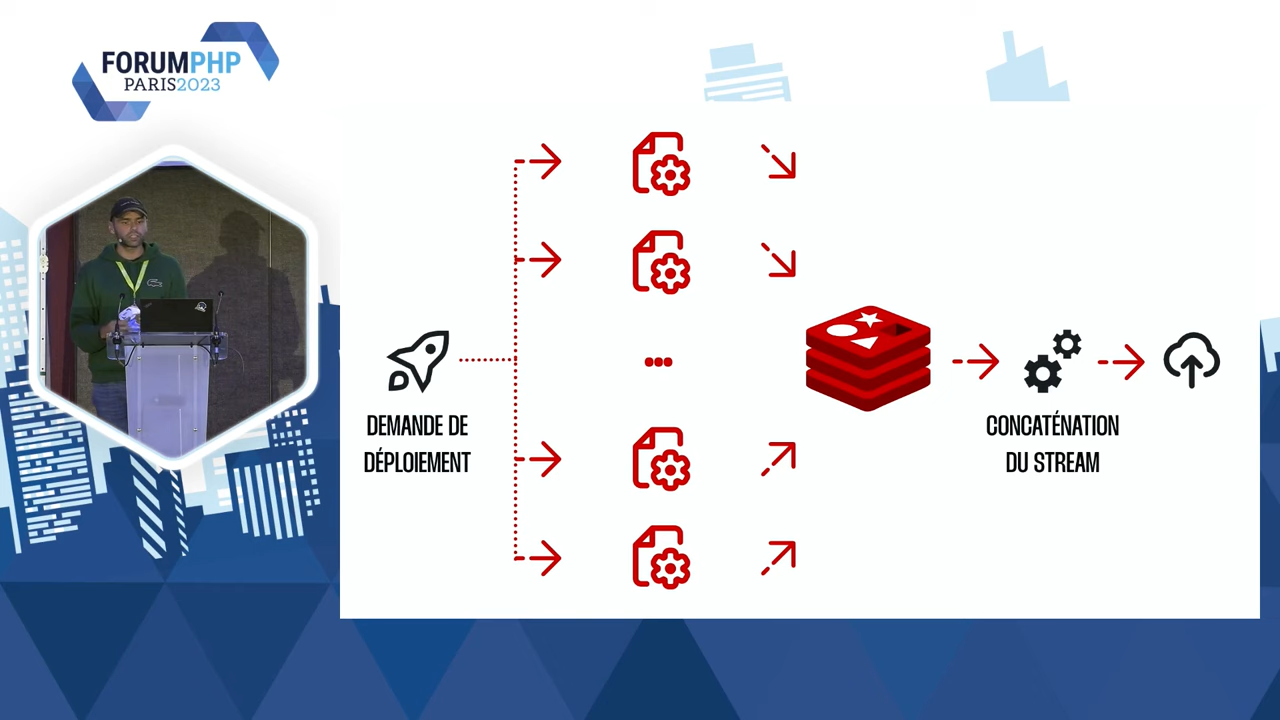 FORUMPHP
PARIS2023
DEMANDE DE
DÉPLOIEMENT
CONCATÉNATION
DU STREAM